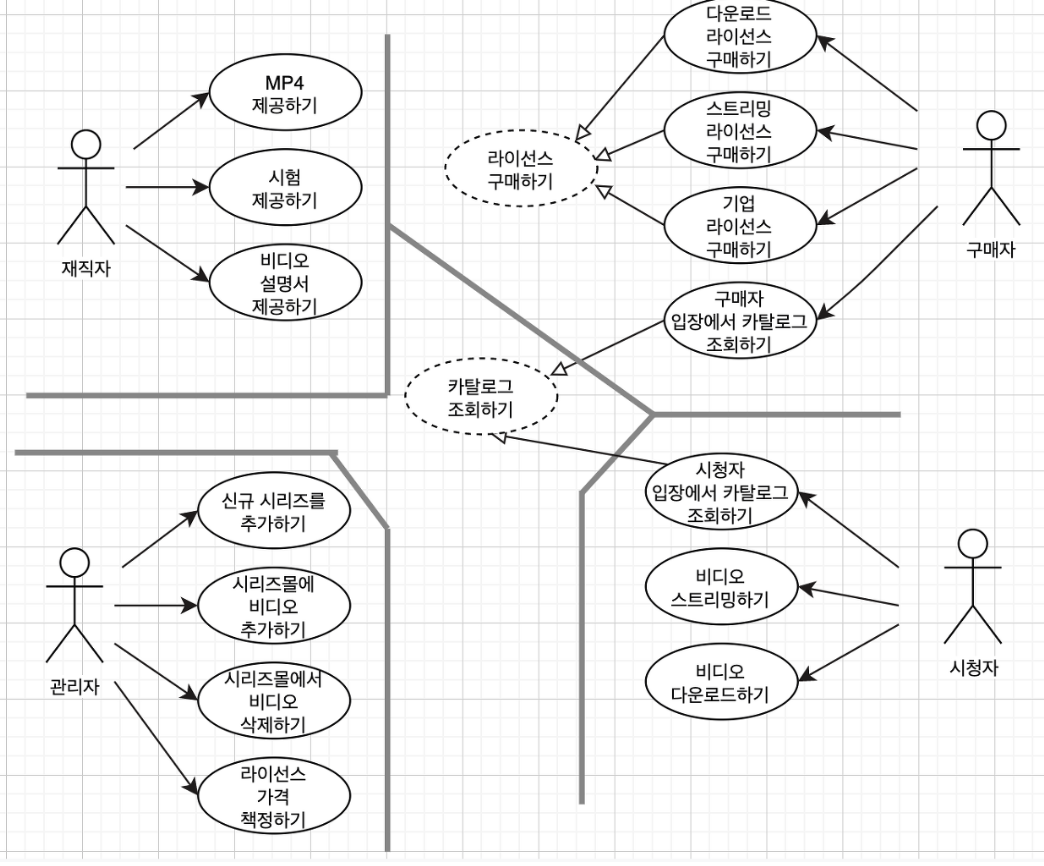 MP4
제공하기
시험
제공하기
비디오
설명서
제공하기
재직자
다운로드
라이선스
구매하기
스트리밍
라이선스
구매하기
기업
라이선스
구매하기
구매자
입장에서 카탈로그
조회하기
라이선스
구매하기
구매자
카탈로그
조회하기
신규 시리즈를
추가하기
시리즈몰에
비디오
추가하기
시리즈몰에서
비디오
삭제하기
라이선스
가격
책정하기
관리자
시청자
입장에서 카탈로그
조회하기
비디오
스트리밍하기
비디오
다운로드하기
시청자